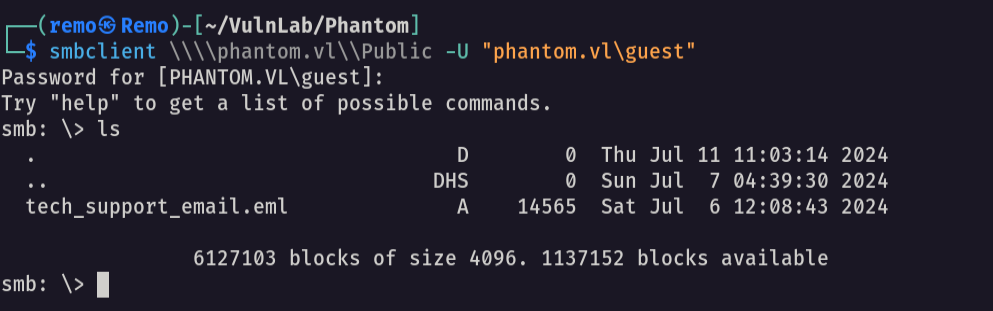 ┌──(remo㉿Remo)-[~/VulnLab/Phantom]
└─$ smbclient \\\\phantom.vl\\Public -U "phantom.vl\guest"
Password for [PHANTOM.VL\guest]:
Try "help" to get a list of possible commands.
smb: \> ls
  .                                   D        0  Thu Jul 11 11:03:14 2024
  ..                                DHS        0  Sun Jul  7 04:39:30 2024
  tech_support_email.eml              A    14565  Sat Jul  6 12:08:43 2024
                6127103 blocks of size 4096. 1137152 blocks available
smb: \>